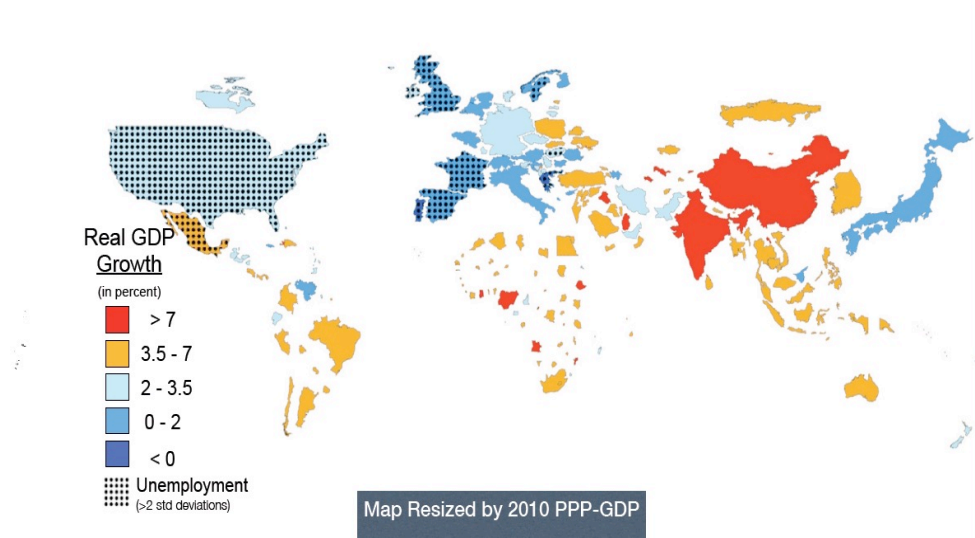 Real GDP
Growth
(in percent)
> 7
3.5 - 7
2 - 3.5
0 - 2
< 0
Unemployment
(>2 std deviations)
Map Resized by 2010 PPP-GDP